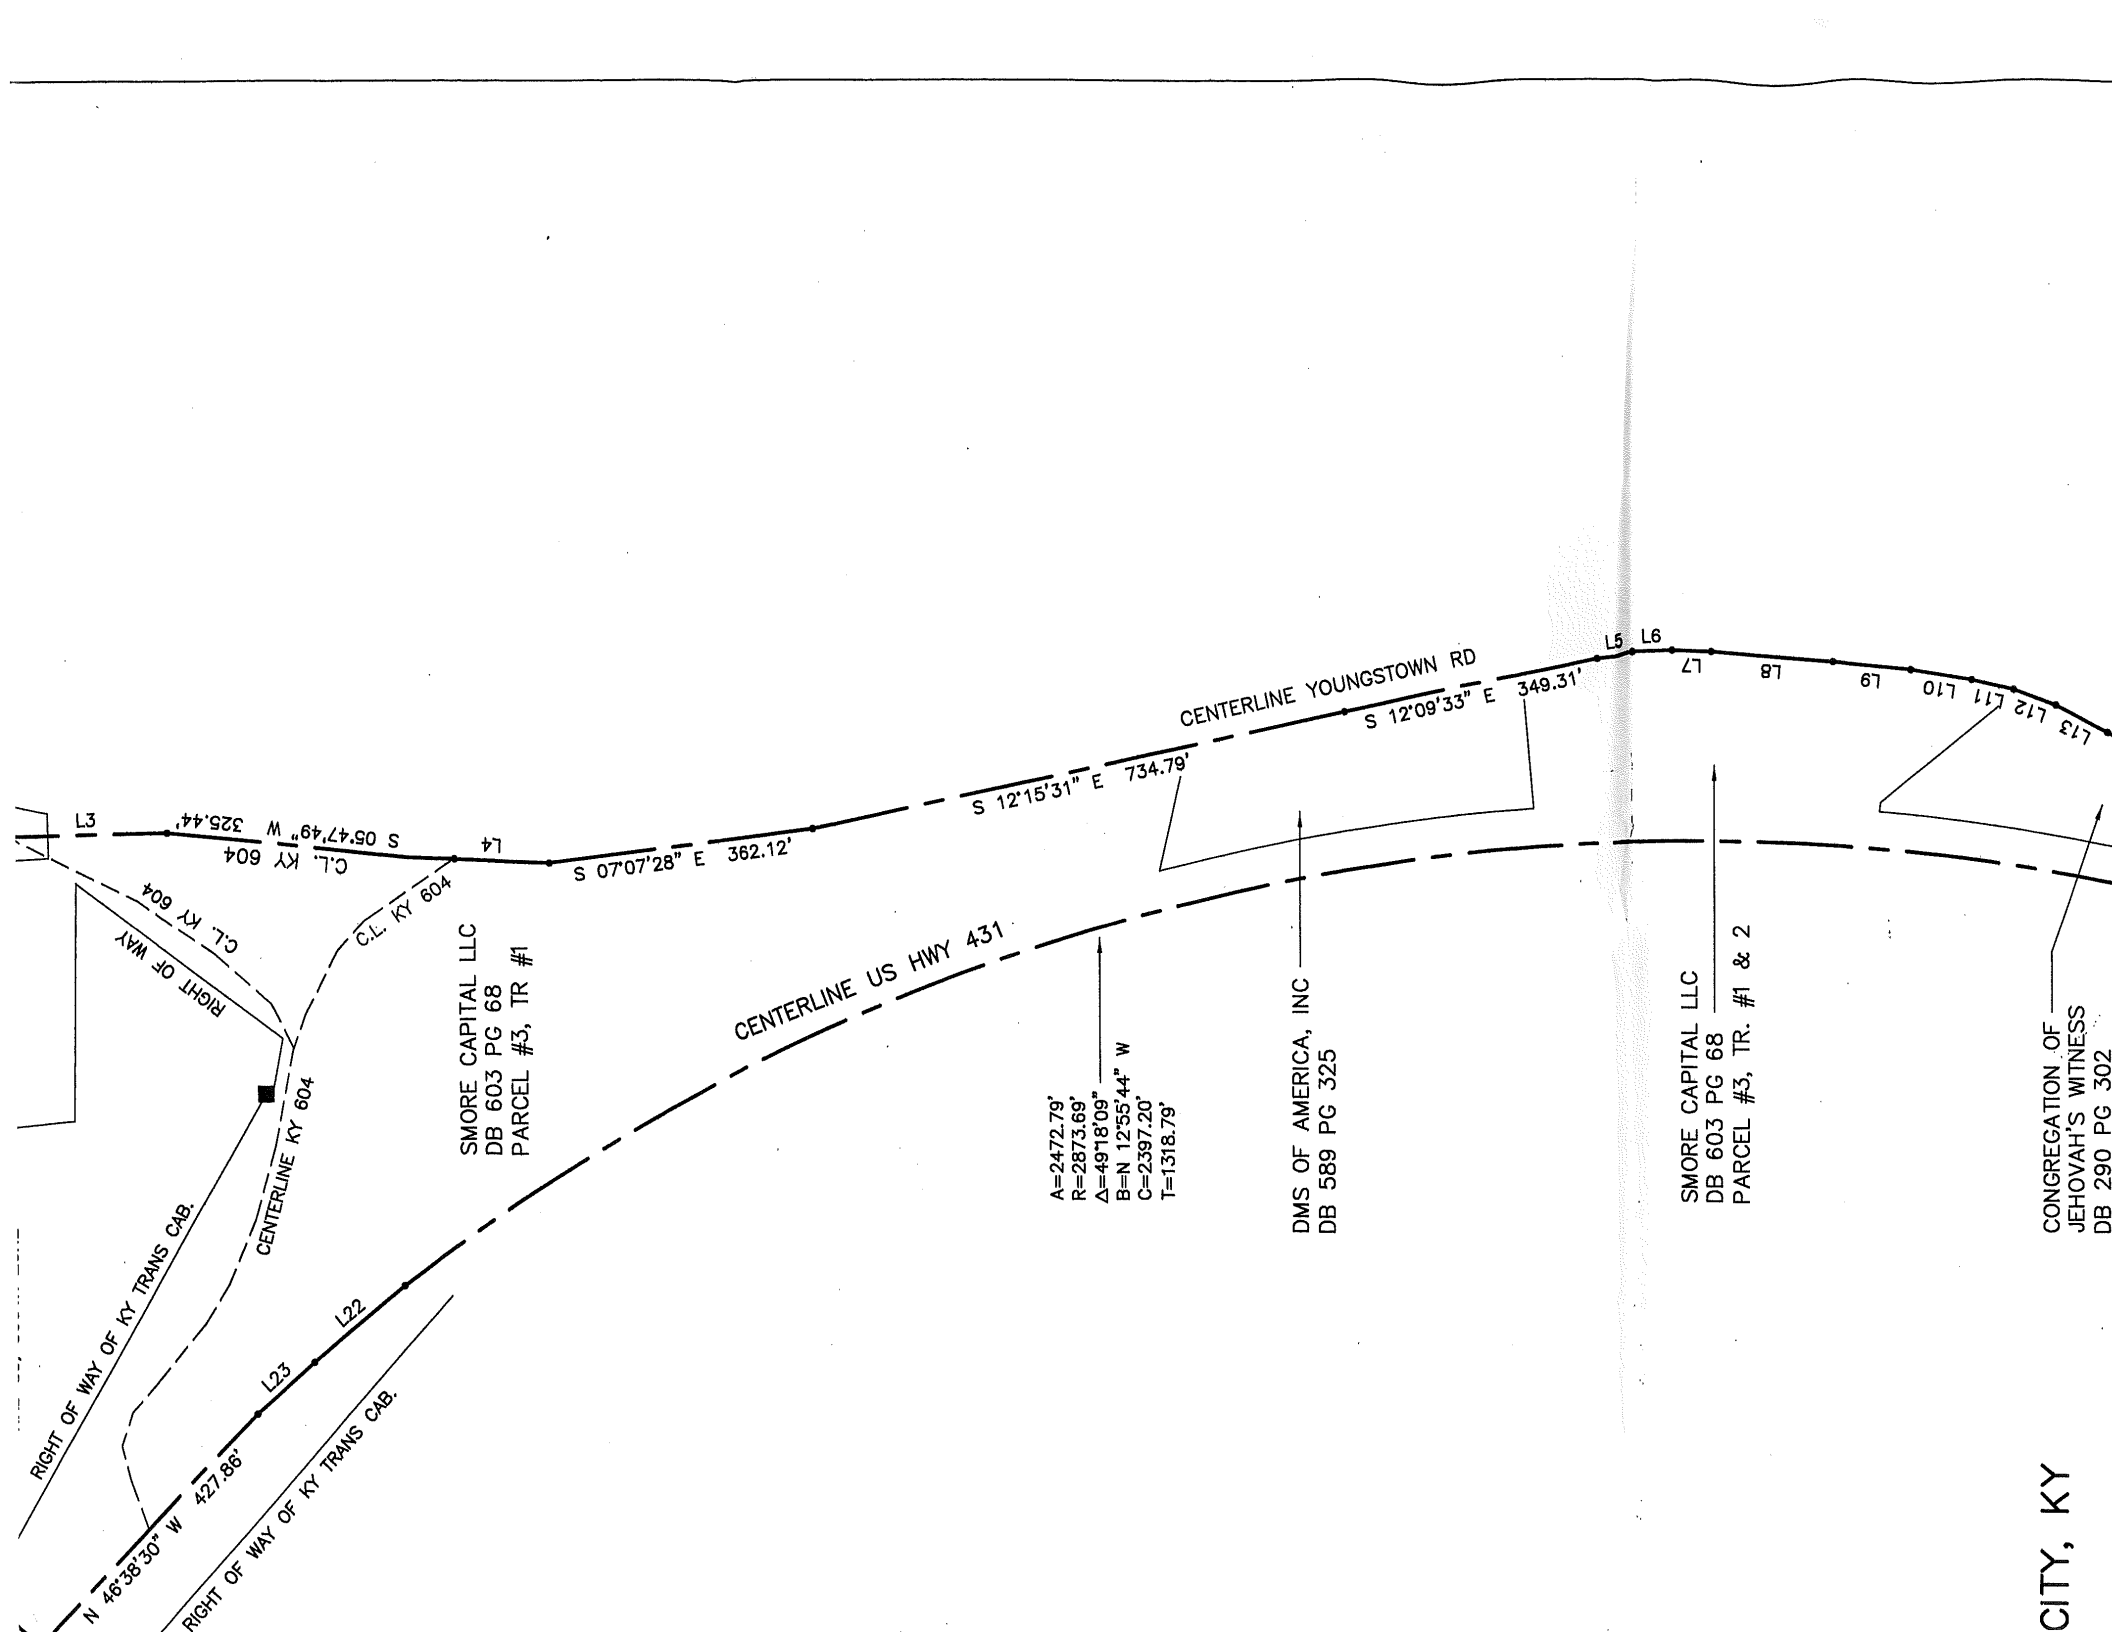 L3
325.44'
S 05°47'49" W
C.L. KY 604
L4
S 07°07'28" E 362.12'
S 12°15'31" E 734.79'
CENTERLINE YOUNGSTOWN RD
S 12°09'33" E 349.31'
L5
L6
L7
L8
L9
L10
L11
L12
L13
C.L. KY 604
RIGHT OF WAY
C.L. KY 604
CENTERLINE KY 604
RIGHT OF WAY OF KY TRANS CAB.
SMORE CAPITAL LLC
DB 603 PG 68
PARCEL #3, TR #1
CENTERLINE US HWY 431
A=2472.79'
R=2873.69'
Δ=49°18'09"
B=N 12°55'44" W
C=2397.20'
T=1318.79'
DMS OF AMERICA, INC
DB 589 PG 325
SMORE CAPITAL LLC
DB 603 PG 68
PARCEL #3, TR. #1 & 2
CONGREGATION OF
JEHOVAH'S WITNESS
DB 290 PG 302
L22
L23
N 46°38'30" W 427.86'
RIGHT OF WAY OF KY TRANS CAB.
CITY, KY